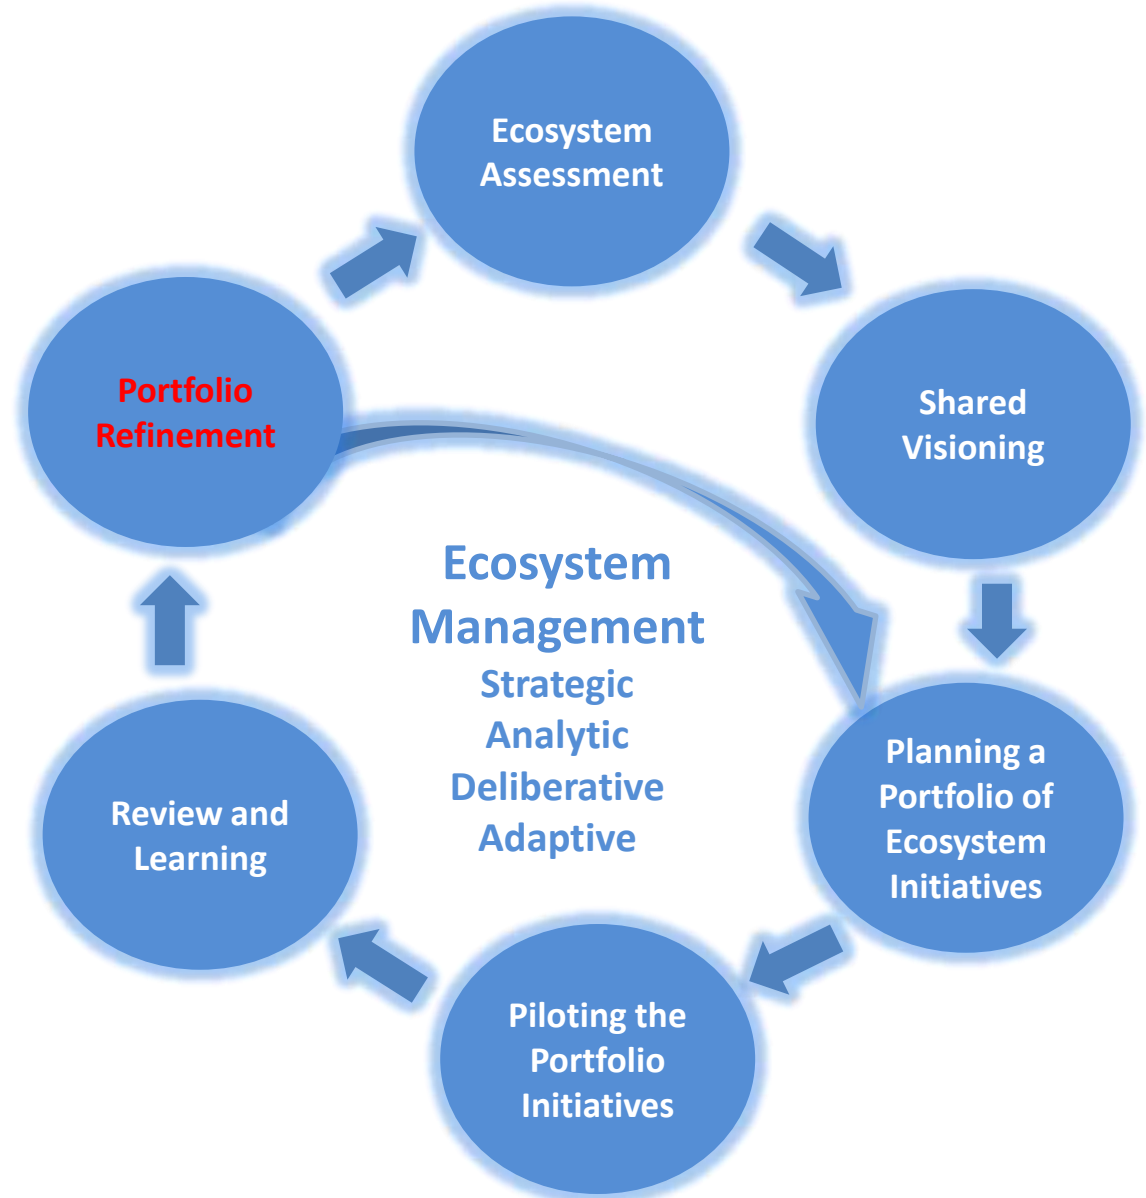 Ecosystem
Assessment
Shared
Visioning
Planning a
Portfolio of
Ecosystem
Initiatives
Piloting the
Portfolio
Initiatives
Review and
Learning
Portfolio
Refinement
Ecosystem
Management
Strategic
Analytic
Deliberative
Adaptive